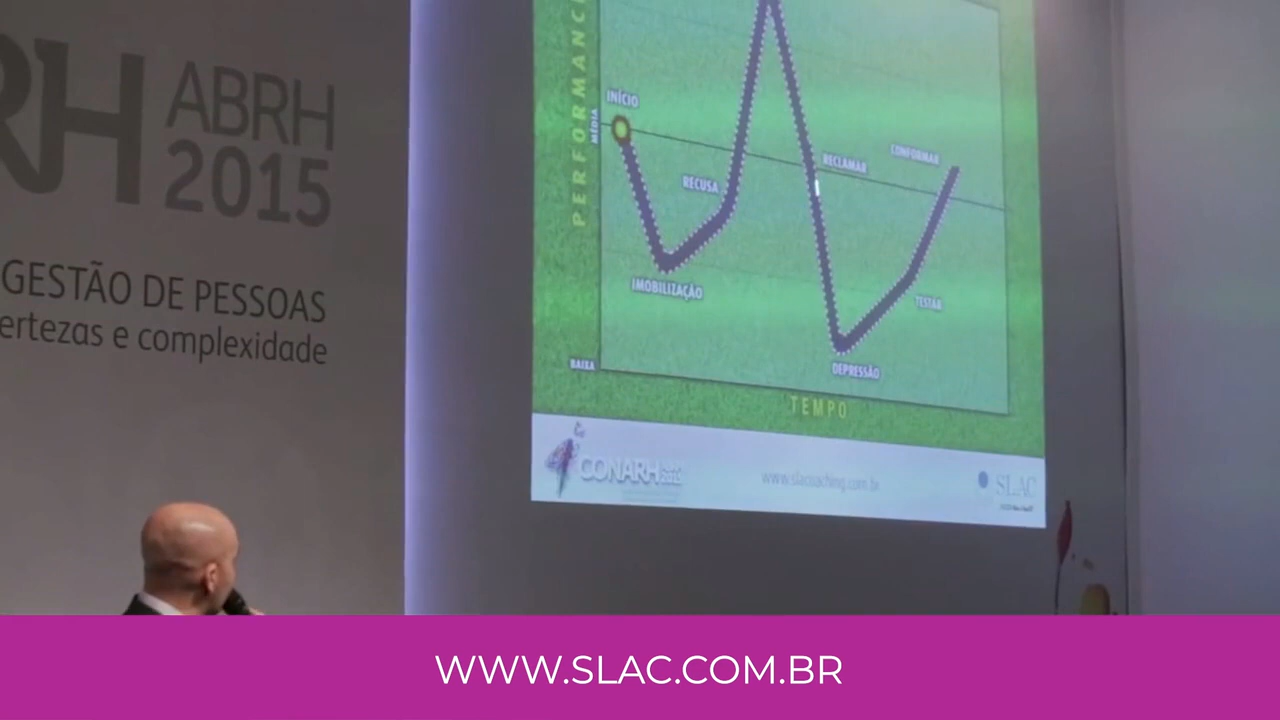 RH ABRH
2015
GESTÃO DE PESSOAS
ertezas e complexidade
PERFORMANC
INÍCIO
MÉDIA
RECUSA
IMOBILIZAÇÃO
RECLAMAR
CONFORMAR
TESTAR
DEPRESSÃO
BAIXA
TEMPO
CONARH
www.slacoaching.com.br
SLAC
WWW.SLAC.COM.BR